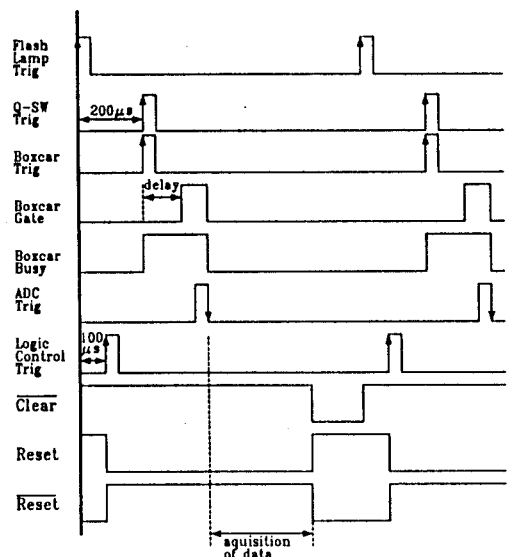 Flash
Lamp
Trig
Q-SW
Trig
200μs
Boxcar
Trig
delay
Boxcar
Gate
Boxcar
Busy
ADC
Trig
100
μs
Logic
Control
Trig
Clear
Reset
Reset
aquisition
of data